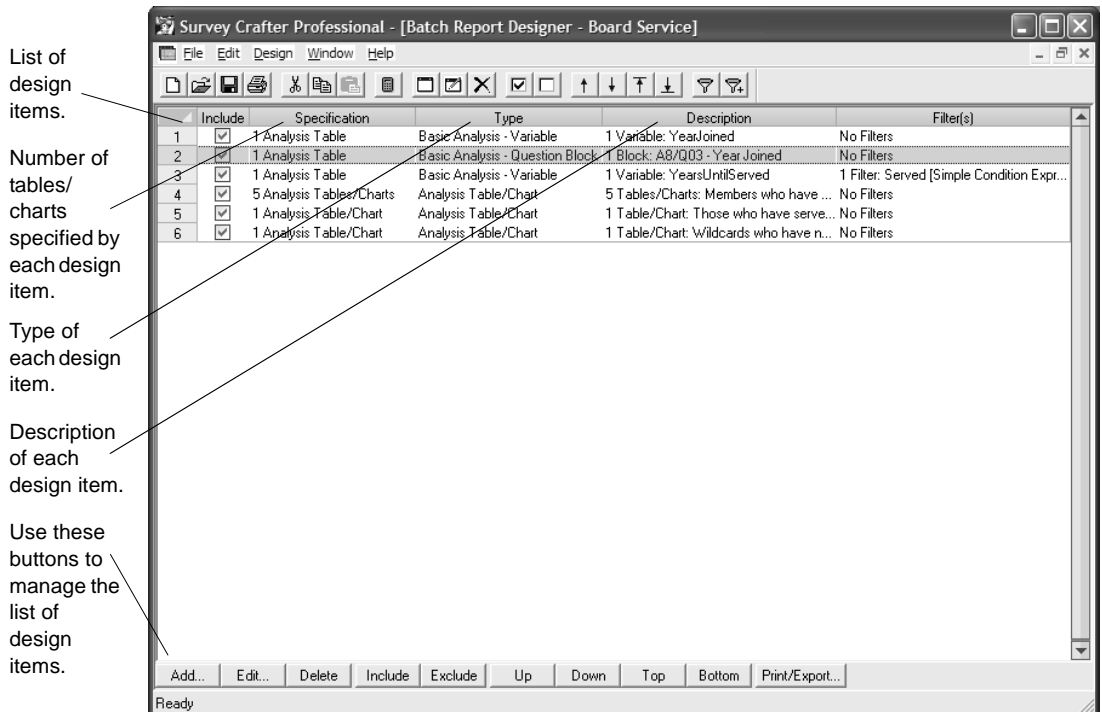 Survey Crafter Professional - [Batch Report Designer - Board Service]
File Edit Design Window Help
List of
design
items.
Number of
tables/
charts
specified by
each design
item.
Type of
each design
item.
Description
of each
design item.
Use these
buttons to
manage the
list of
design
items.
Include Specification Type Description Filter(s)
1 1 Analysis Table Basic Analysis - Variable 1 Variable: YearJoined No Filters
2 1 Analysis Table Basic Analysis - Question Block 1 Block: A8/Q03 - Year Joined No Filters
3 1 Analysis Table Basic Analysis - Variable 1 Variable: YearsUntilServed 1 Filter: Served [Simple Condition Expr...
4 5 Analysis Tables/Charts Analysis Table/Chart 5 Tables/Charts: Members who have ... No Filters
5 1 Analysis Table/Chart Analysis Table/Chart 1 Table/Chart: Those who have serve... No Filters
6 1 Analysis Table/Chart Analysis Table/Chart 1 Table/Chart: Wildcards who have n... No Filters
Add... Edit... Delete Include Exclude Up Down Top Bottom Print/Export...
Ready